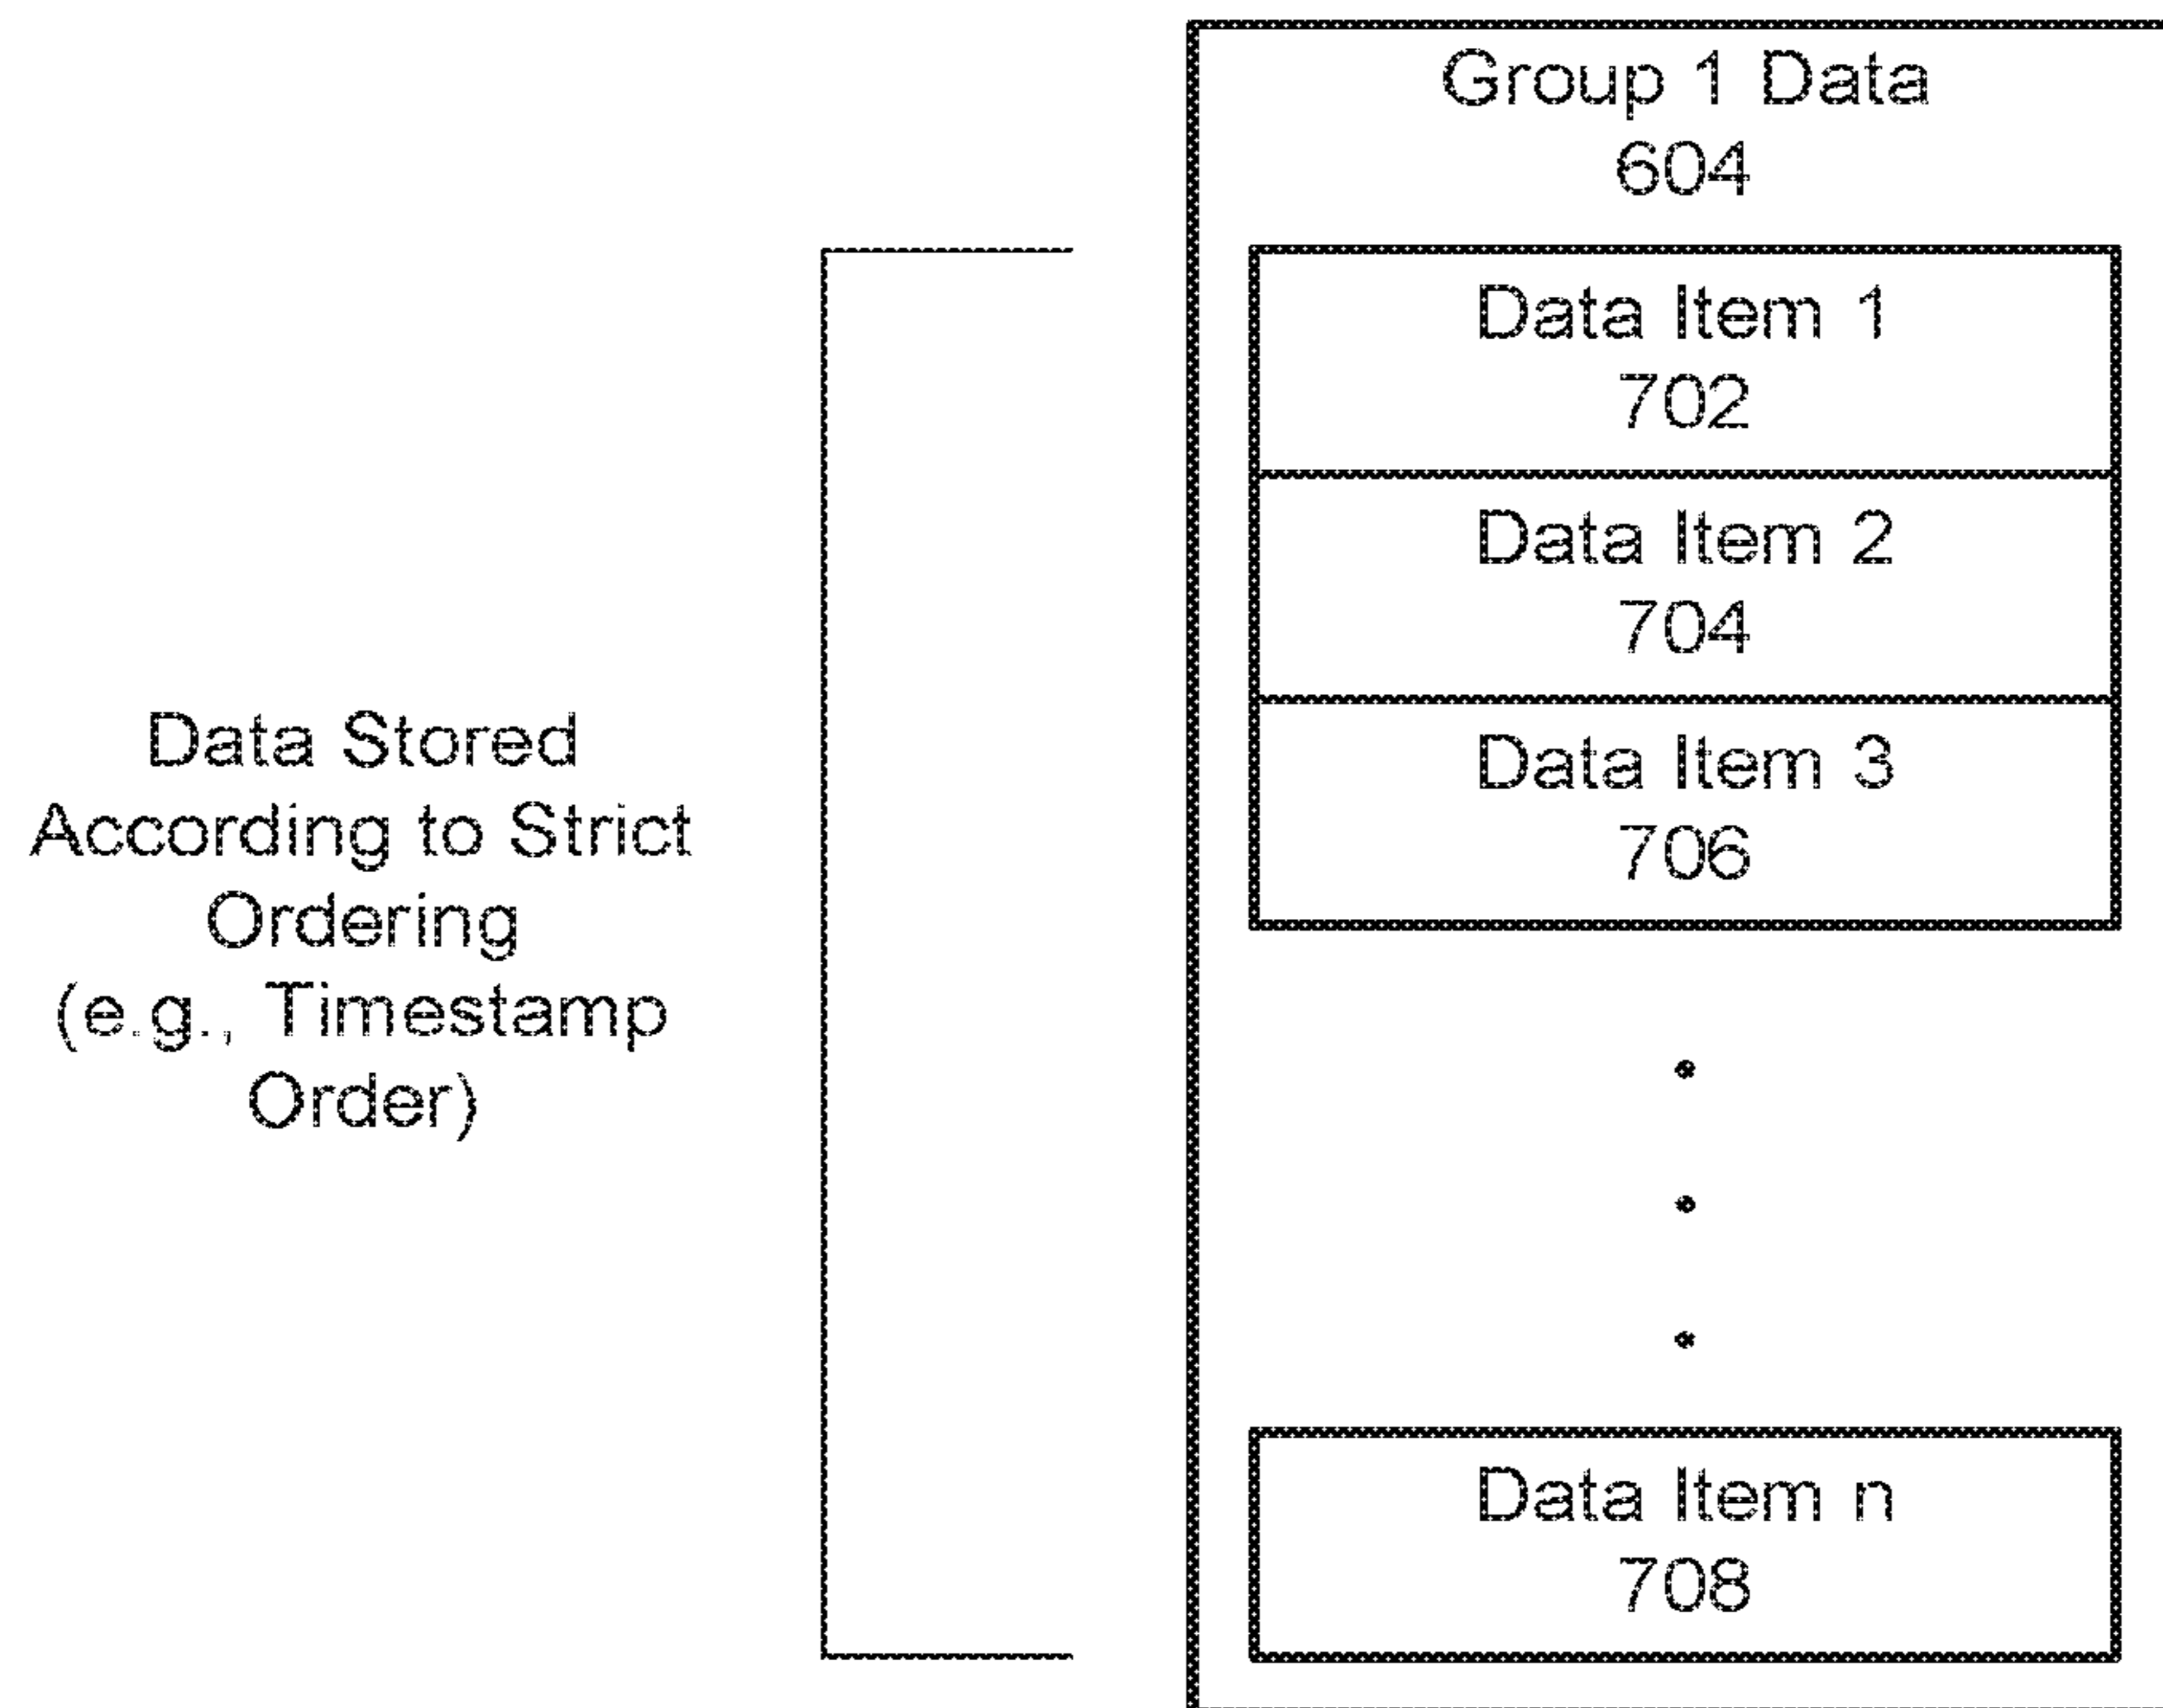 Group 1 Data
604
Data Item 1
702
Data Item 2
704
Data Item 3
706
Data Stored
According to Strict
Ordering
(e.g., Timestamp
Order)
Data Item n
708